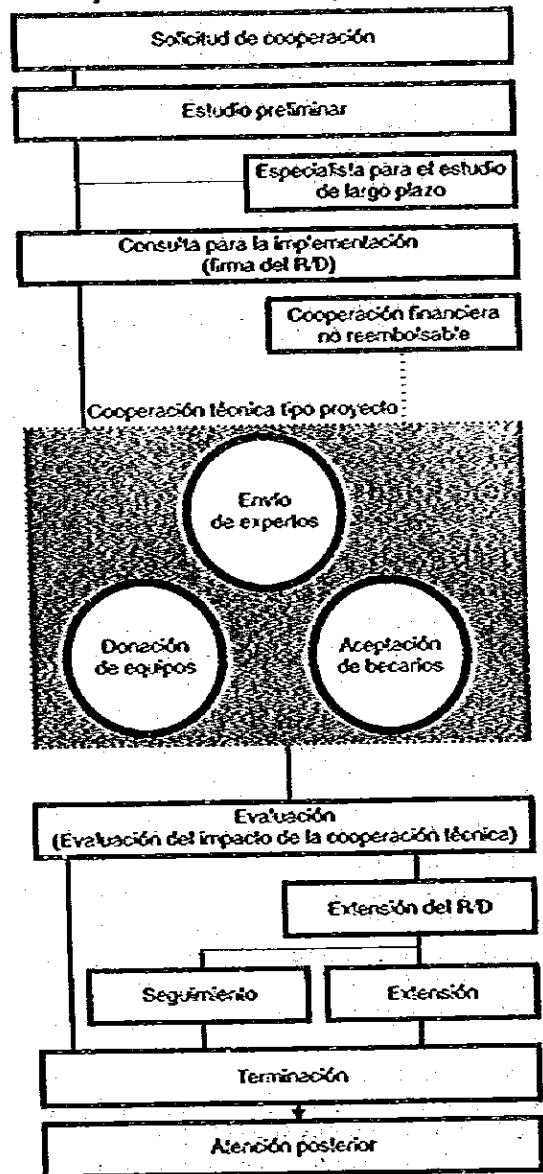 Solicitud de cooperación
Estudio preliminar
Especialista para el estudio
de largo plazo
Consulta para la implementación
(firma del R/D)
Cooperación financiera
no reembolsable
Cooperación técnica tipo proyecto
Envío
de expertos
Donación
de equipos
Aceptación
de becarios
Evaluación
(Evaluación del impacto de la cooperación técnica)
Extensión del R/D
Seguimiento
Extensión
Terminación
Atención posterior